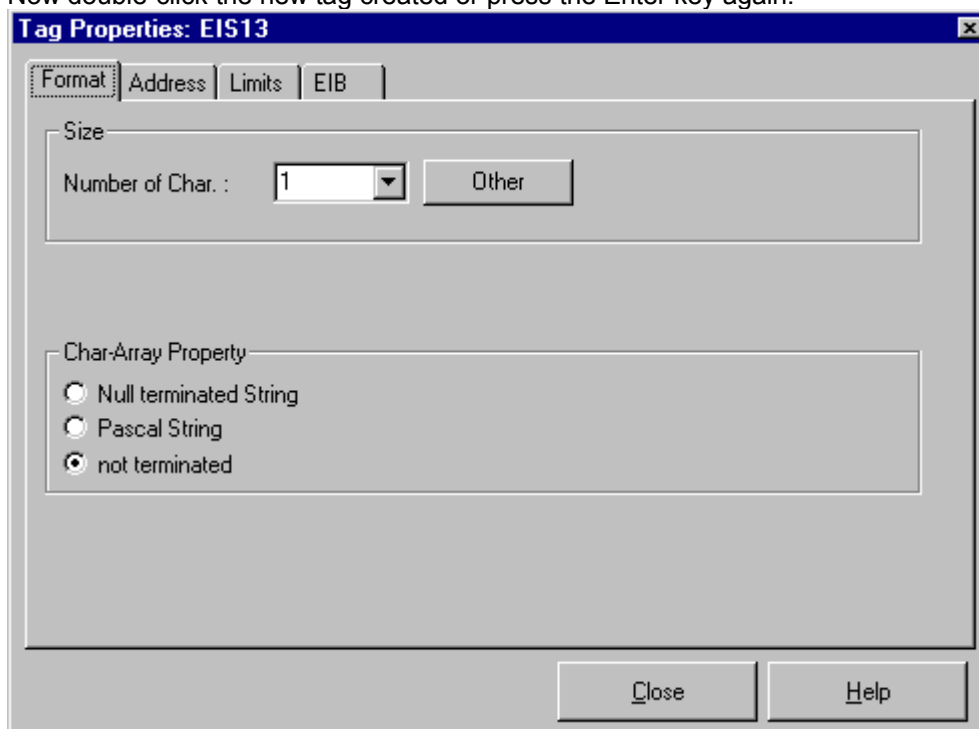 Now double-click the new tag created or press the Enter key again.
Tag Properties: EIS13
Format Address Limits EIB
Size
Number of Char. : 1 Other
Char-Array Property
Null terminated String
Pascal String
not terminated
Close Help